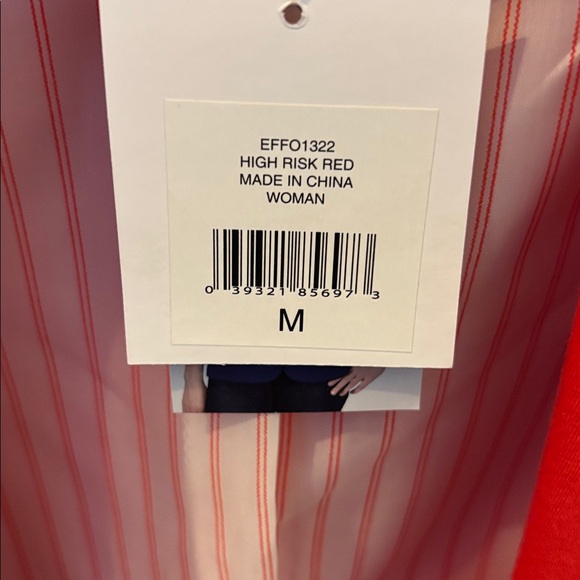 EFFO1322
HIGH RISK RED
MADE IN CHINA
WOMAN
0 39321 85697 3
M